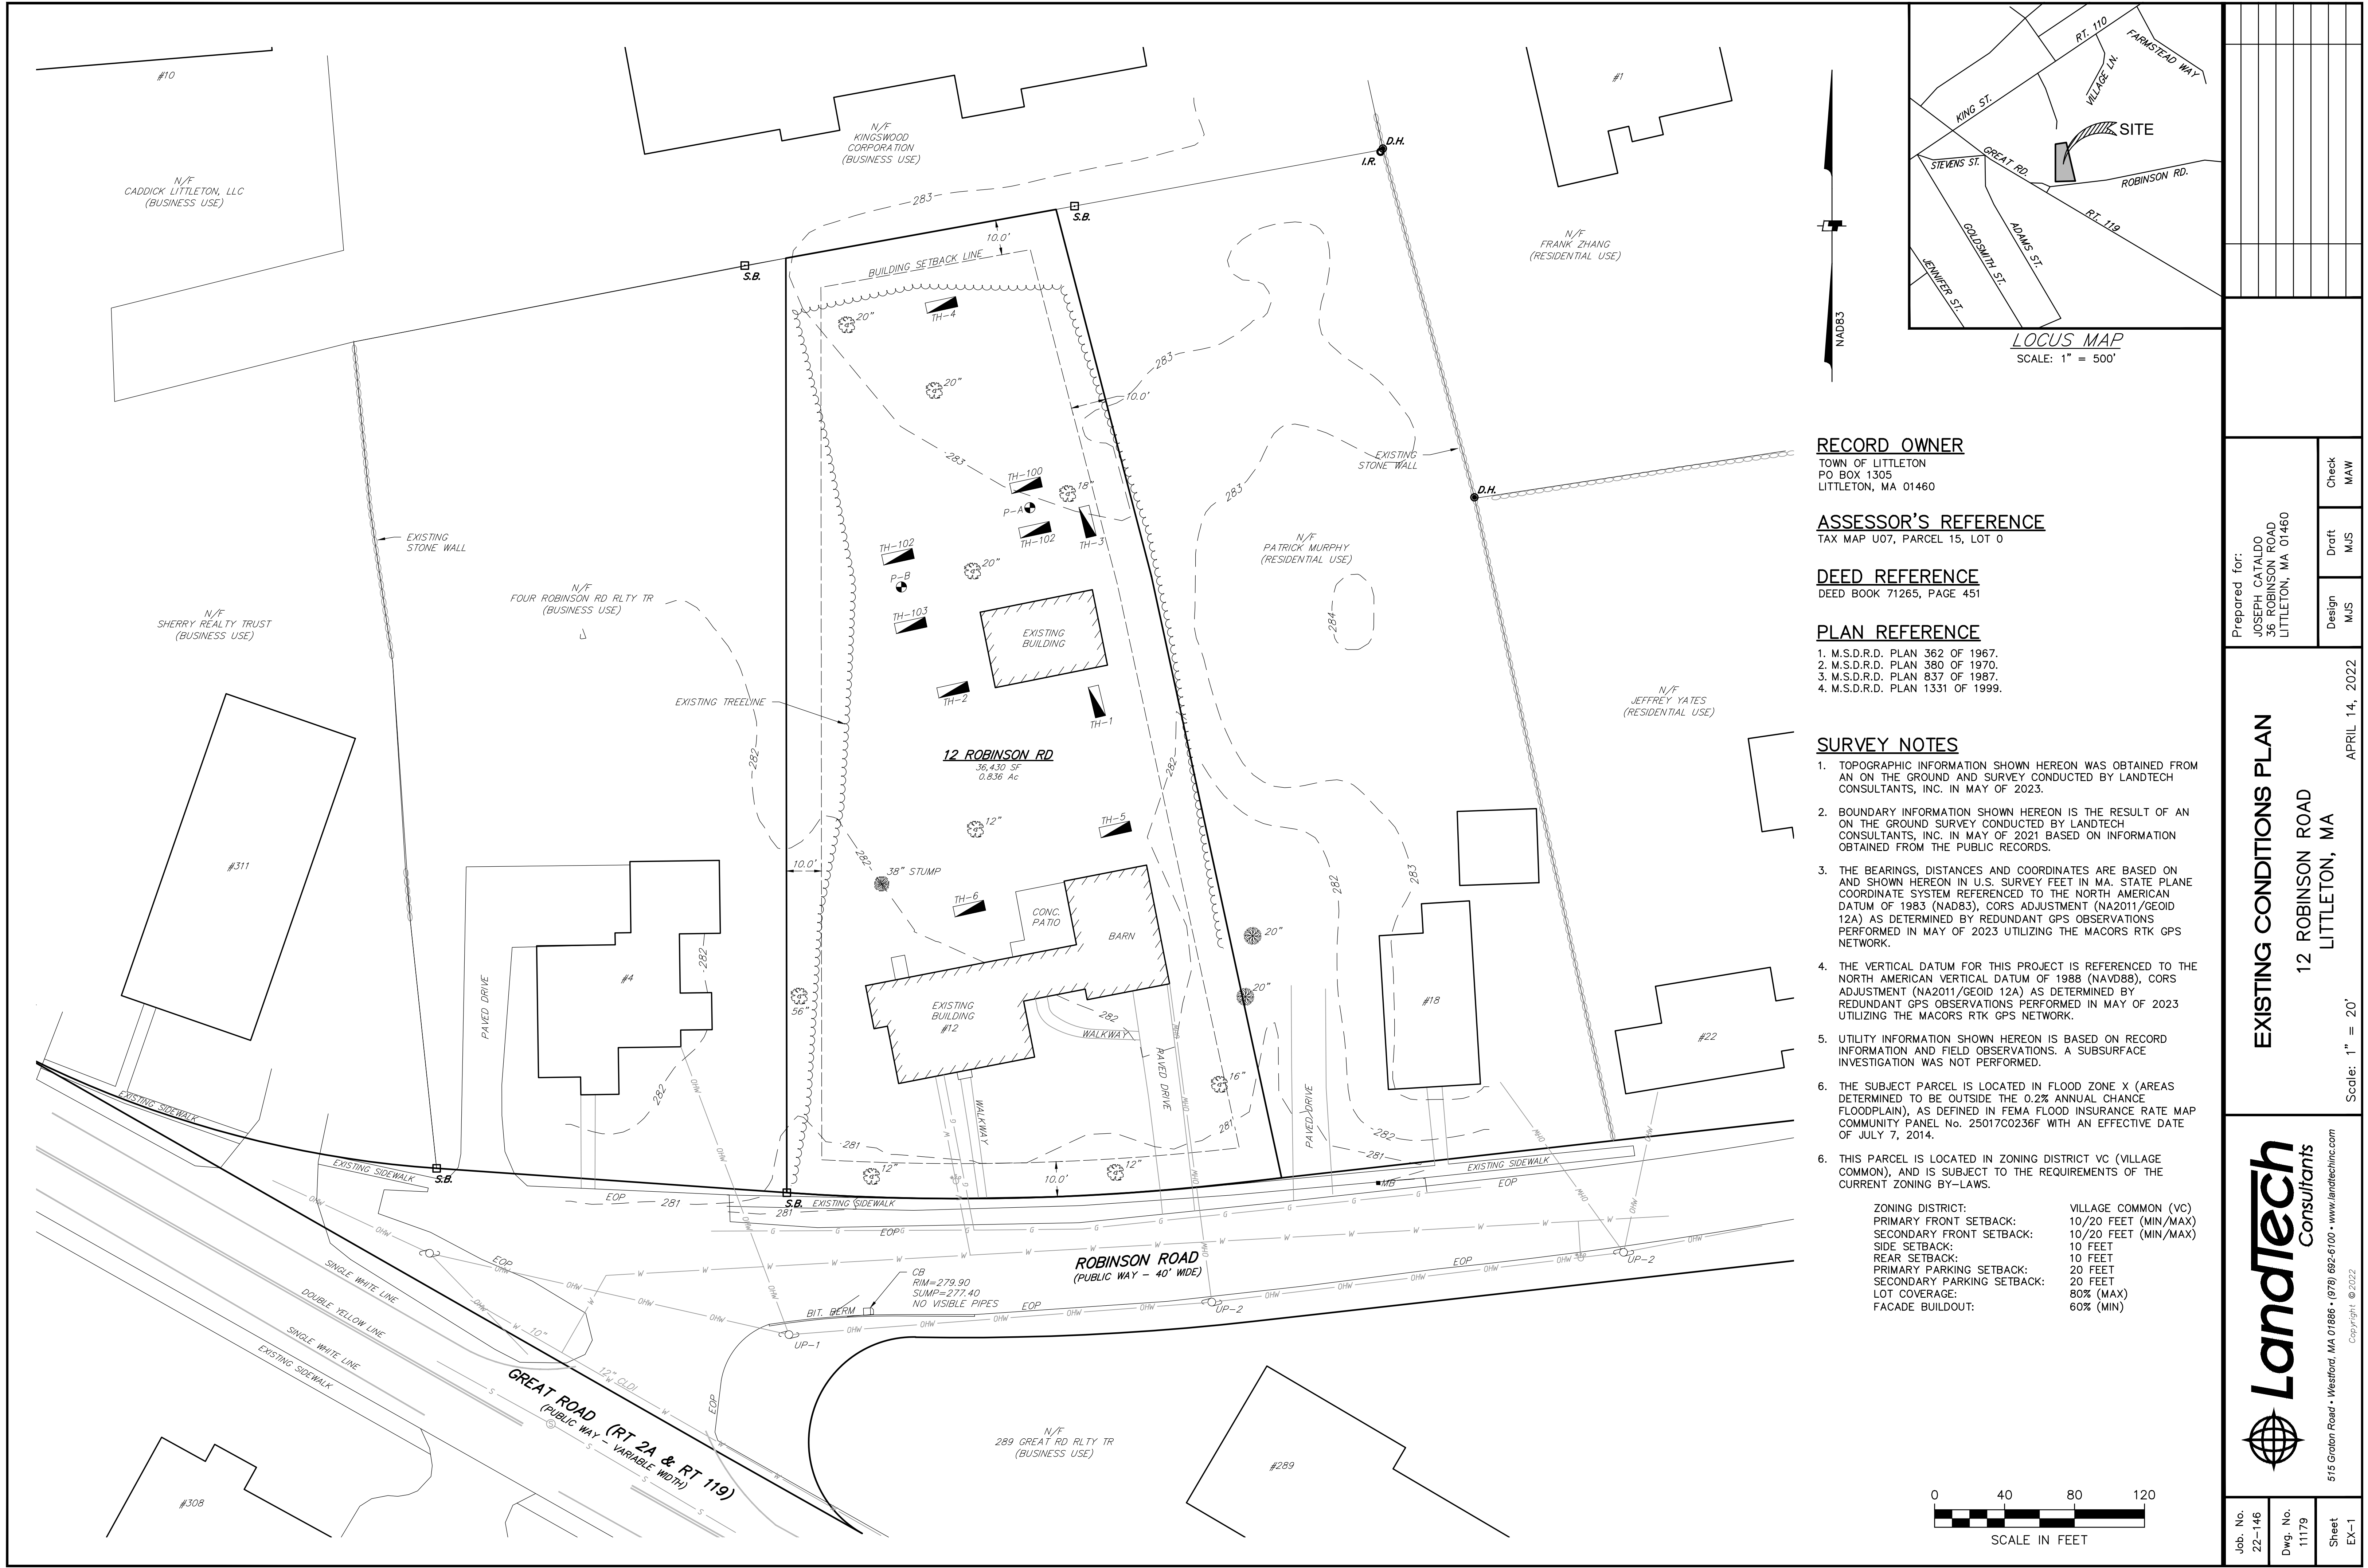 #10
N/F
CADDICK LITTLETON, LLC
(BUSINESS USE)
N/F
KINGSWOOD
CORPORATION
(BUSINESS USE)
#1
D.H.
I.R.
283
S.B.
S.B.
10.0'
BUILDING SETBACK LINE
N/F
FRANK ZHANG
(RESIDENTIAL USE)
20"
TH-4
20"
283
10.0'
283
TH-100
18"
P-A
TH-102
TH-3
283
EXISTING
STONE WALL
D.H.
EXISTING
STONE WALL
TH-102
P-B
20"
TH-103
N/F
PATRICK MURPHY
(RESIDENTIAL USE)
284
N/F
FOUR ROBINSON RD RLTY TR
(BUSINESS USE)
N/F
SHERRY REALTY TRUST
(BUSINESS USE)
EXISTING
BUILDING
TH-2
TH-1
EXISTING TREELINE
N/F
JEFFREY YATES
(RESIDENTIAL USE)
12 ROBINSON RD
36,430 SF
0.836 Ac
282
282
12"
TH-5
282
10.0'
38" STUMP
TH-6
CONC.
PATIO
BARN
#311
282
283
20"
20"
#4
282
PAVED DRIVE
56"
EXISTING
BUILDING
#12
282
WALKWAY
PAVED DRIVE
OHW
#18
#22
16"
282
OHW
G
D
W
WALKWAY
OHW
281
281
PAVED DRIVE
282
281
OHW
OHW
EXISTING SIDEWALK
EXISTING SIDEWALK
S.B.
EOP
281
S.B.
281
EXISTING SIDEWALK
12"
10.0'
12"
EXISTING SIDEWALK
MB
EOP
EOP
G G G G G G G
W W W W W W W W W W
ROBINSON ROAD
(PUBLIC WAY - 40' WIDE)
EOP
UP-2
OHW OHW OHW OHW OHW OHW
CB
RIM=279.90
SUMP=277.40
NO VISIBLE PIPES
BIT. BERM
EOP
UP-2
UP-1
EOP
OHW OHW OHW OHW
SINGLE WHITE LINE
DOUBLE YELLOW LINE
SINGLE WHITE LINE
EXISTING SIDEWALK
W 10"
12" CLDI
GREAT ROAD (RT 2A & RT 119)
(PUBLIC WAY - VARIABLE WIDTH)
S S S S S
EOP
N/F
289 GREAT RD RLTY TR
(BUSINESS USE)
#289
#308
NAD83
RT. 110
FARMSTEAD WAY
VILLAGE LN.
KING ST.
SITE
STEVENS ST.
GREAT RD.
ROBINSON RD.
RT. 119
ADAMS ST.
GOLDSMITH ST.
JENNIFER ST.
LOCUS MAP
SCALE: 1" = 500'
RECORD OWNER
TOWN OF LITTLETON
PO BOX 1305
LITTLETON, MA 01460
ASSESSOR'S REFERENCE
TAX MAP U07, PARCEL 15, LOT 0
DEED REFERENCE
DEED BOOK 71265, PAGE 451
PLAN REFERENCE
1. M.S.D.R.D. PLAN 362 OF 1967.
2. M.S.D.R.D. PLAN 380 OF 1970.
3. M.S.D.R.D. PLAN 837 OF 1987.
4. M.S.D.R.D. PLAN 1331 OF 1999.
SURVEY NOTES
1. TOPOGRAPHIC INFORMATION SHOWN HEREON WAS OBTAINED FROM
AN ON THE GROUND AND SURVEY CONDUCTED BY LANDTECH
CONSULTANTS, INC. IN MAY OF 2023.
2. BOUNDARY INFORMATION SHOWN HEREON IS THE RESULT OF AN
ON THE GROUND SURVEY CONDUCTED BY LANDTECH
CONSULTANTS, INC. IN MAY OF 2021 BASED ON INFORMATION
OBTAINED FROM THE PUBLIC RECORDS.
3. THE BEARINGS, DISTANCES AND COORDINATES ARE BASED ON
AND SHOWN HEREON IN U.S. SURVEY FEET IN MA. STATE PLANE
COORDINATE SYSTEM REFERENCED TO THE NORTH AMERICAN
DATUM OF 1983 (NAD83), CORS ADJUSTMENT (NA2011/GEOID
12A) AS DETERMINED BY REDUNDANT GPS OBSERVATIONS
PERFORMED IN MAY OF 2023 UTILIZING THE MACORS RTK GPS
NETWORK.
4. THE VERTICAL DATUM FOR THIS PROJECT IS REFERENCED TO THE
NORTH AMERICAN VERTICAL DATUM OF 1988 (NAVD88), CORS
ADJUSTMENT (NA2011/GEOID 12A) AS DETERMINED BY
REDUNDANT GPS OBSERVATIONS PERFORMED IN MAY OF 2023
UTILIZING THE MACORS RTK GPS NETWORK.
5. UTILITY INFORMATION SHOWN HEREON IS BASED ON RECORD
INFORMATION AND FIELD OBSERVATIONS. A SUBSURFACE
INVESTIGATION WAS NOT PERFORMED.
6. THE SUBJECT PARCEL IS LOCATED IN FLOOD ZONE X (AREAS
DETERMINED TO BE OUTSIDE THE 0.2% ANNUAL CHANCE
FLOODPLAIN), AS DEFINED IN FEMA FLOOD INSURANCE RATE MAP
COMMUNITY PANEL No. 25017C0236F WITH AN EFFECTIVE DATE
OF JULY 7, 2014.
6. THIS PARCEL IS LOCATED IN ZONING DISTRICT VC (VILLAGE
COMMON), AND IS SUBJECT TO THE REQUIREMENTS OF THE
CURRENT ZONING BY-LAWS.
ZONING DISTRICT: VILLAGE COMMON (VC)
PRIMARY FRONT SETBACK: 10/20 FEET (MIN/MAX)
SECONDARY FRONT SETBACK: 10/20 FEET (MIN/MAX)
SIDE SETBACK: 10 FEET
REAR SETBACK: 10 FEET
PRIMARY PARKING SETBACK: 20 FEET
SECONDARY PARKING SETBACK: 20 FEET
LOT COVERAGE: 80% (MAX)
FACADE BUILDOUT: 60% (MIN)
0 40 80 120
SCALE IN FEET
Prepared for:
JOSEPH CATALDO
36 ROBINSON ROAD
LITTLETON, MA 01460
Design
MJS
Draft
MJS
Check
MAW
EXISTING CONDITIONS PLAN
12 ROBINSON ROAD
LITTLETON, MA
Scale: 1" = 20'
APRIL 14, 2022
LandTech
Consultants
515 Groton Road • Westford, MA 01886 • (978) 692-6100 • www.landtechinc.com
Copyright © 2022
Job. No.
22-146
Dwg. No.
11179
Sheet
EX-1